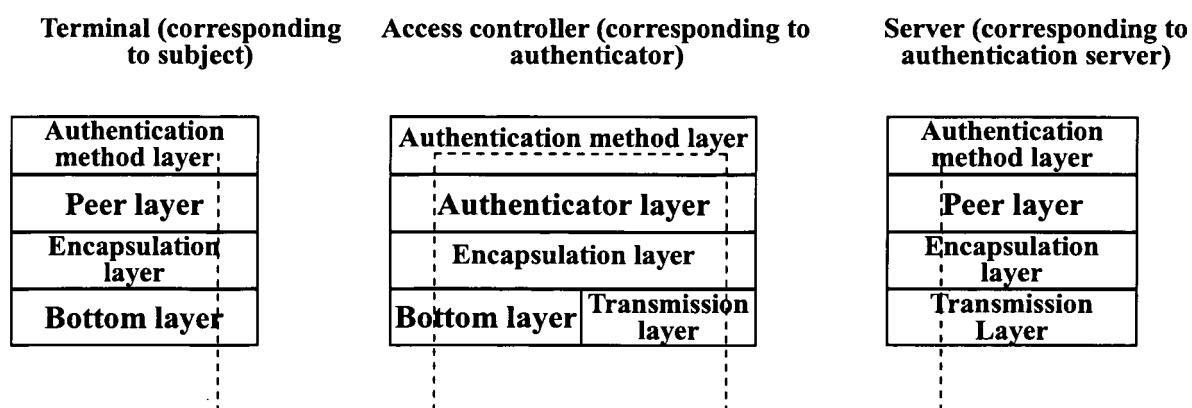 Terminal (corresponding
to subject)
Access controller (corresponding to
authenticator)
Server (corresponding to
authentication server)
Authentication
method layer
Peer layer
Encapsulation
layer
Bottom layer
Authentication method layer
Authenticator layer
Encapsulation layer
Bottom layer
Transmission
layer
Authentication
method layer
Peer layer
Encapsulation
layer
Transmission
Layer